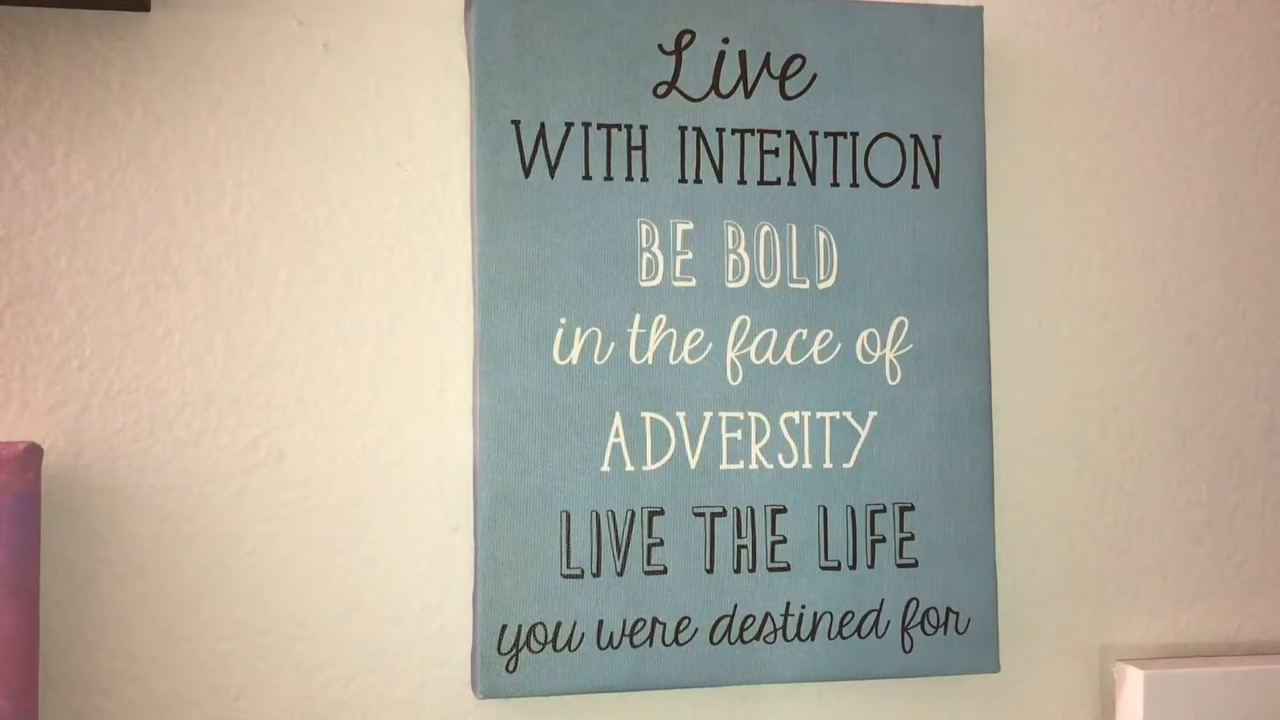 Live
WITH INTENTION
BE BOLD
in the face of
ADVERSITY
LIVE THE LIFE
you were destined for